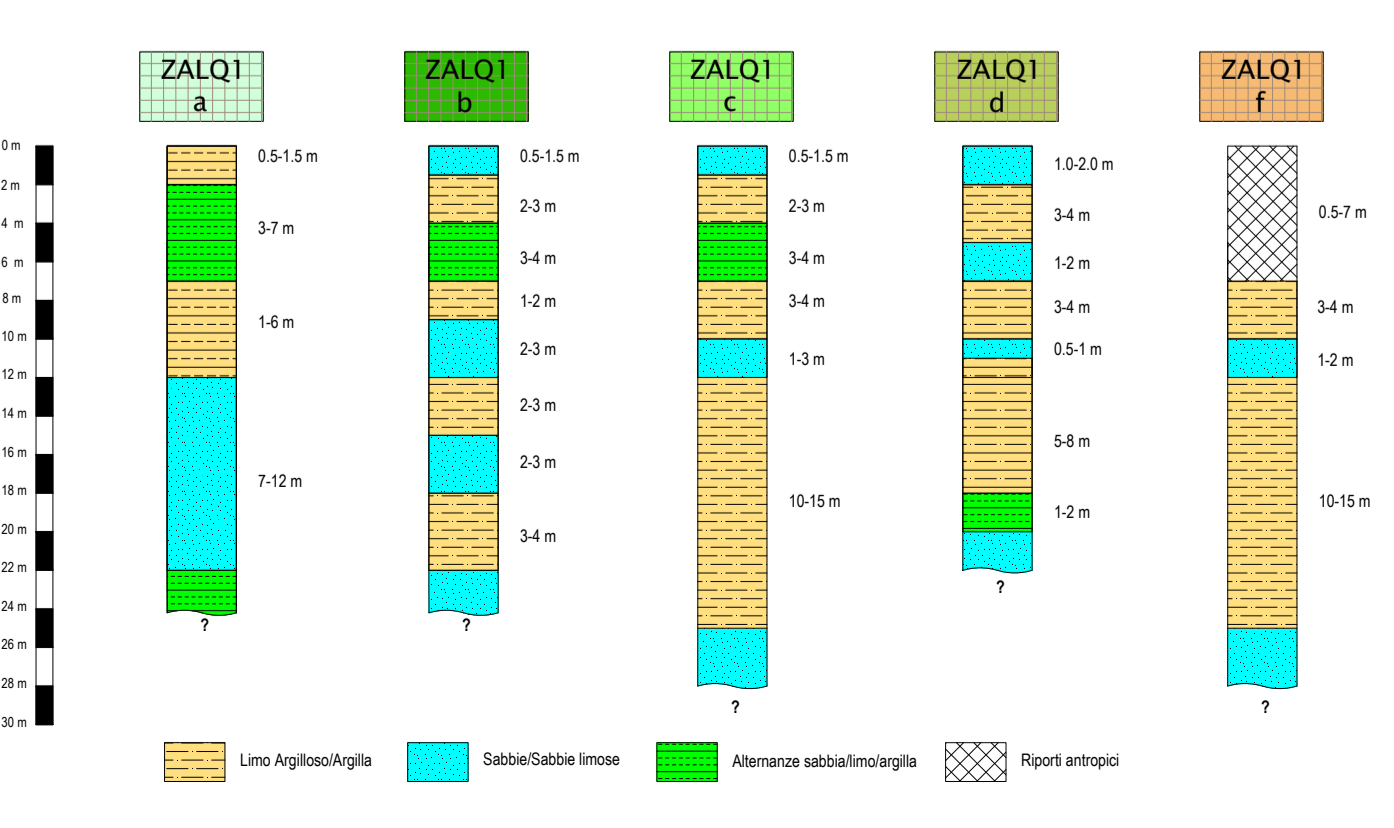 ZALQ1
a
ZALQ1
b
ZALQ1
c
ZALQ1
d
ZALQ1
f
0 m
2 m
4 m
6 m
8 m
10 m
12 m
14 m
16 m
18 m
20 m
22 m
24 m
26 m
28 m
30 m
0.5-1.5 m
3-7 m
1-6 m
7-12 m
?
0.5-1.5 m
2-3 m
3-4 m
1-2 m
2-3 m
2-3 m
2-3 m
3-4 m
?
0.5-1.5 m
2-3 m
3-4 m
3-4 m
1-3 m
10-15 m
?
1.0-2.0 m
3-4 m
1-2 m
3-4 m
0.5-1 m
5-8 m
1-2 m
?
0.5-7 m
3-4 m
1-2 m
10-15 m
?
Limo Argilloso/Argilla
Sabbie/Sabbie limose
Alternanze sabbia/limo/argilla
Riporti antropici